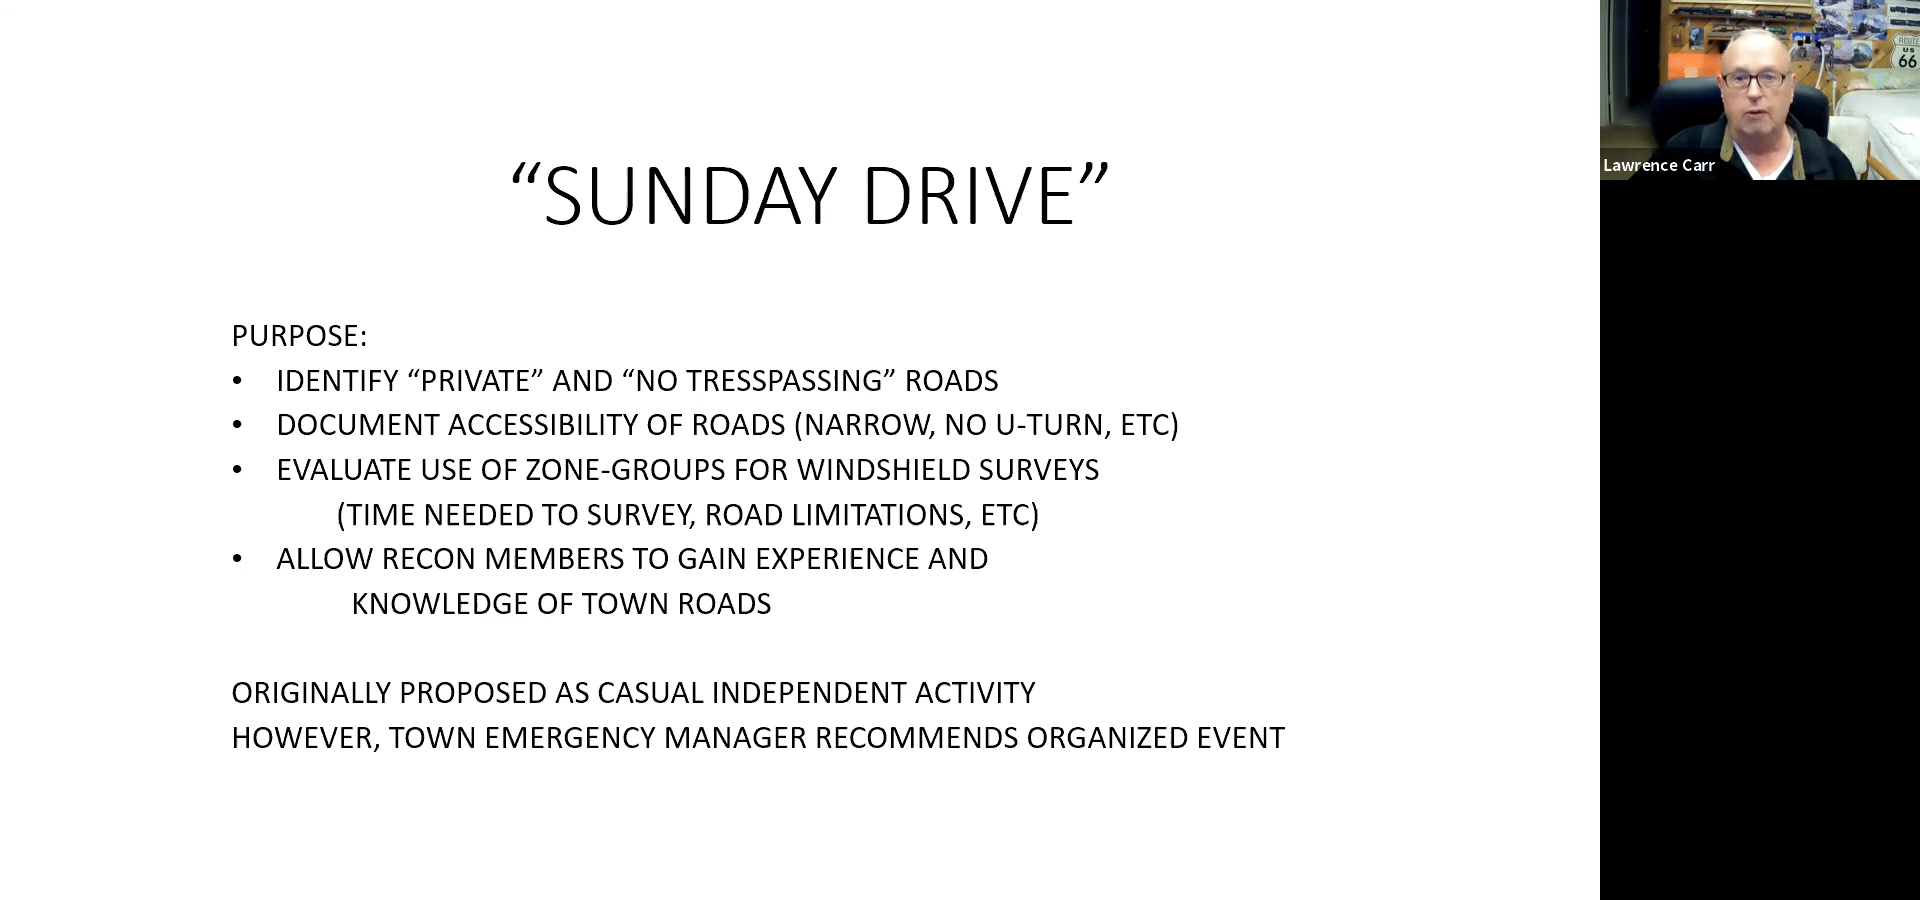 “SUNDAY DRIVE”
PURPOSE:
• IDENTIFY “PRIVATE” AND “NO TRESSPASSING” ROADS
• DOCUMENT ACCESSIBILITY OF ROADS (NARROW, NO U-TURN, ETC)
• EVALUATE USE OF ZONE-GROUPS FOR WINDSHIELD SURVEYS
(TIME NEEDED TO SURVEY, ROAD LIMITATIONS, ETC)
• ALLOW RECON MEMBERS TO GAIN EXPERIENCE AND
KNOWLEDGE OF TOWN ROADS
ORIGINALLY PROPOSED AS CASUAL INDEPENDENT ACTIVITY
HOWEVER, TOWN EMERGENCY MANAGER RECOMMENDS ORGANIZED EVENT
ROUTE
US
66
Lawrence Carr